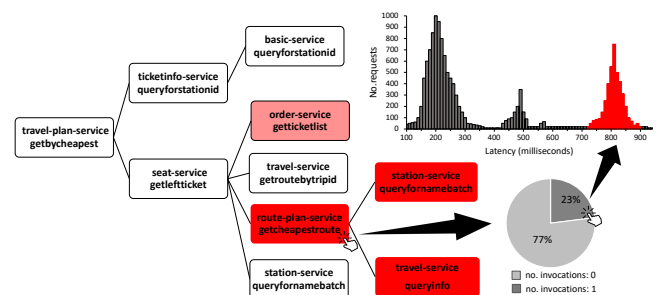 basic-service
queryforstationid
ticketinfo-service
queryforstationid
order-service
getticketlist
travel-plan-service
getbycheapest
seat-service
getleftticket
travel-service
getroutebytripid
station-service
queryfornamebatch
route-plan-service
getcheapestroute
station-service
queryfornamebatch
travel-service
queryinfo
No.requests
1000
900
800
700
600
500
400
300
200
100
0
100 200 300 400 500 600 700 800 900
Latency (milliseconds)
23%
77%
no. invocations: 0
no. invocations: 1